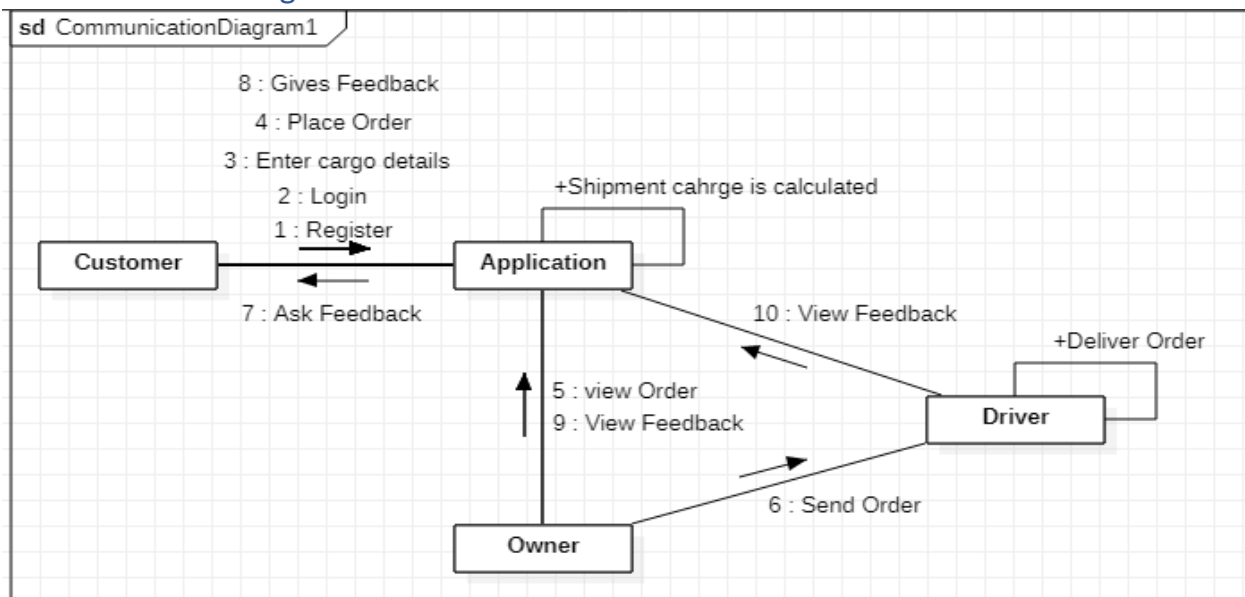 sd CommunicationDiagram1
8 : Gives Feedback
4 : Place Order
3 : Enter cargo details
2 : Login
1 : Register
+Shipment cahrge is calculated
Customer
Application
7 : Ask Feedback
10 : View Feedback
+Deliver Order
5 : view Order
9 : View Feedback
Driver
6 : Send Order
Owner